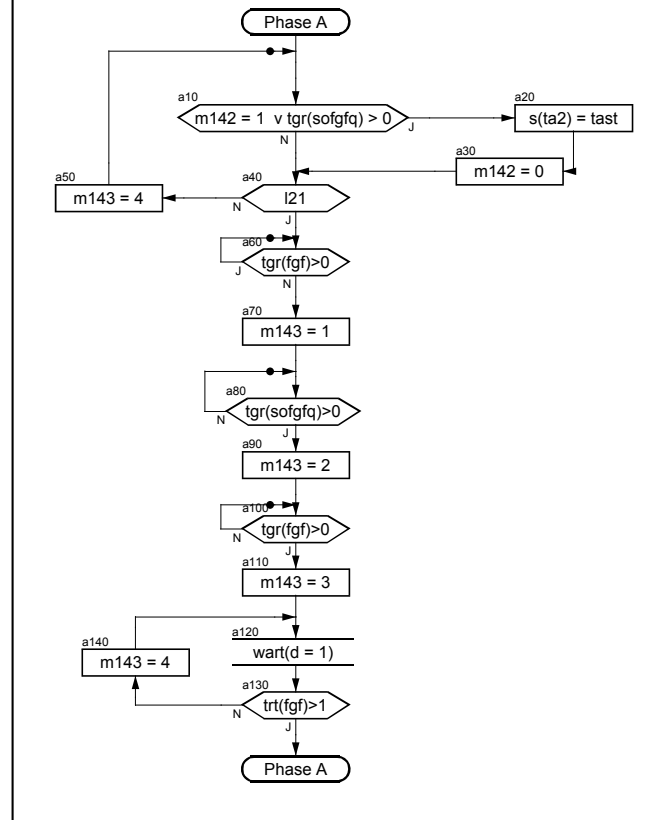 Phase A
a10
m142 = 1 v tgr(sofgfq) > 0
J
N
a20
s(ta2) = tast
a30
m142 = 0
a50
m143 = 4
a40
l21
N
J
a60
tgr(fgf)>0
J
N
a70
m143 = 1
a80
tgr(sofgfq)>0
N
J
a90
m143 = 2
a100
tgr(fgf)>0
N
J
a110
m143 = 3
a140
m143 = 4
a120
wart(d = 1)
a130
trt(fgf)>1
N
J
Phase A